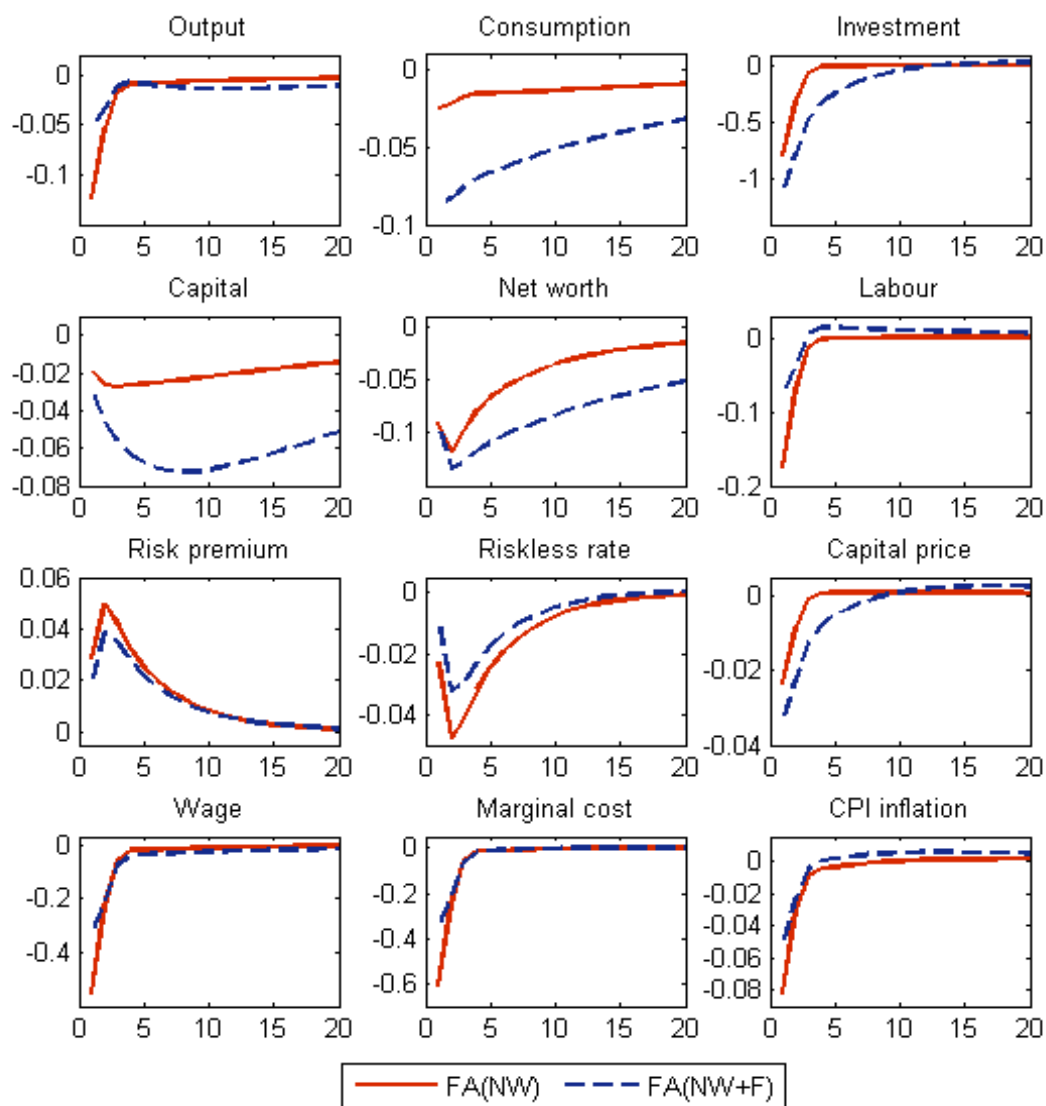 Output Consumption Investment
0 0 0.5
-0.05 -0.05 0
-0.1 -0.1 -0.5
-1
0 5 10 15 20 0 5 10 15 20 0 5 10 15 20
Capital Net worth Labour
0 0 0
-0.02 -0.05 -0.1
-0.04 -0.1 -0.2
-0.06
-0.08
0 5 10 15 20 0 5 10 15 20 0 5 10 15 20
Risk premium Riskless rate Capital price
0.06 0 0
0.04 -0.02 -0.02
0.02 -0.04 -0.04
0
0 5 10 15 20 0 5 10 15 20 0 5 10 15 20
Wage Marginal cost CPI inflation
0 0 0
-0.2 -0.2 -0.02
-0.4 -0.4 -0.04
-0.6 -0.06
-0.08
0 5 10 15 20 0 5 10 15 20 0 5 10 15 20
FA(NW) FA(NW+F)